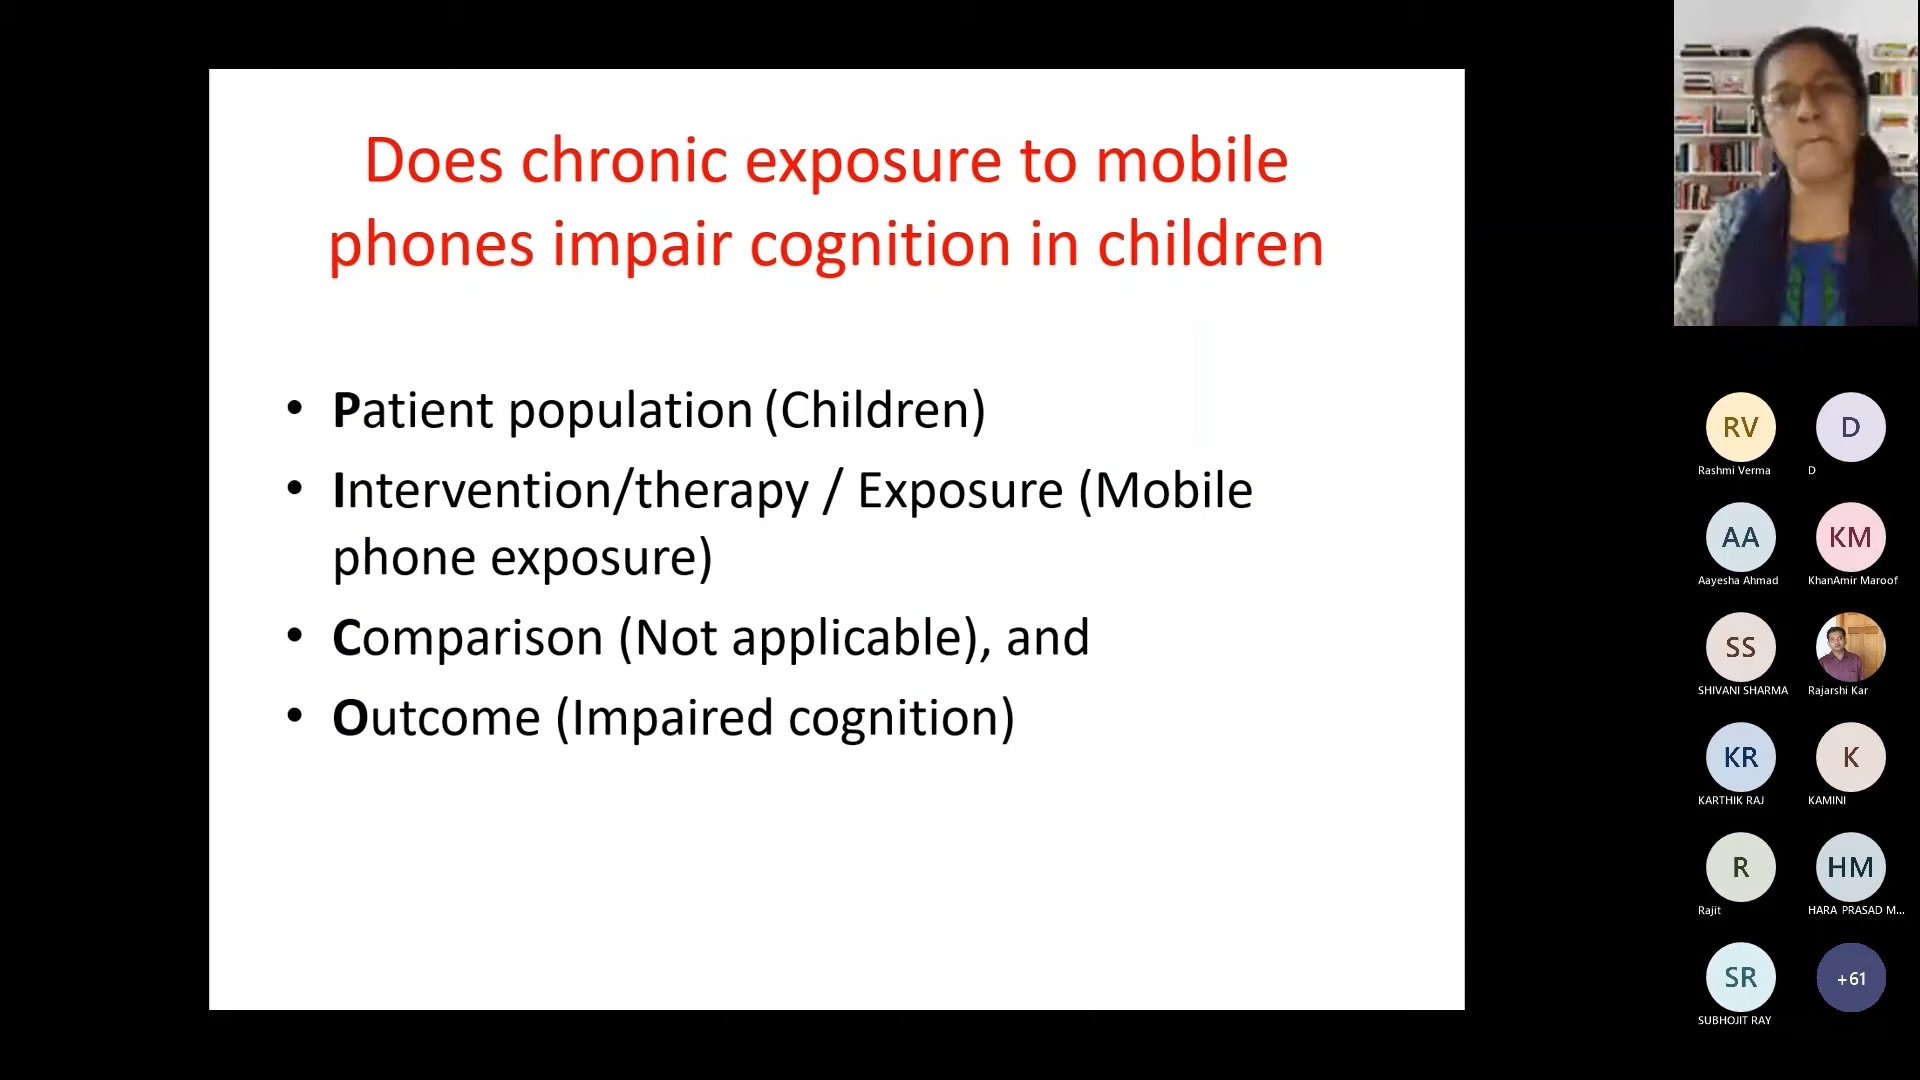 Does chronic exposure to mobile
phones impair cognition in children
• Patient population (Children)
• Intervention/therapy / Exposure (Mobile
phone exposure)
• Comparison (Not applicable), and
• Outcome (Impaired cognition)
RV
Rashmi Verma
D
D
AA
Aayesha Ahmad
KM
KhanAmir Maroof
SS
SHIVANI SHARMA
Rajarshi Kar
KR
KARTHIK RAJ
K
KAMINI
R
Rajit
HM
HARA PRASAD M...
SR
SUBHOJIT RAY
+61